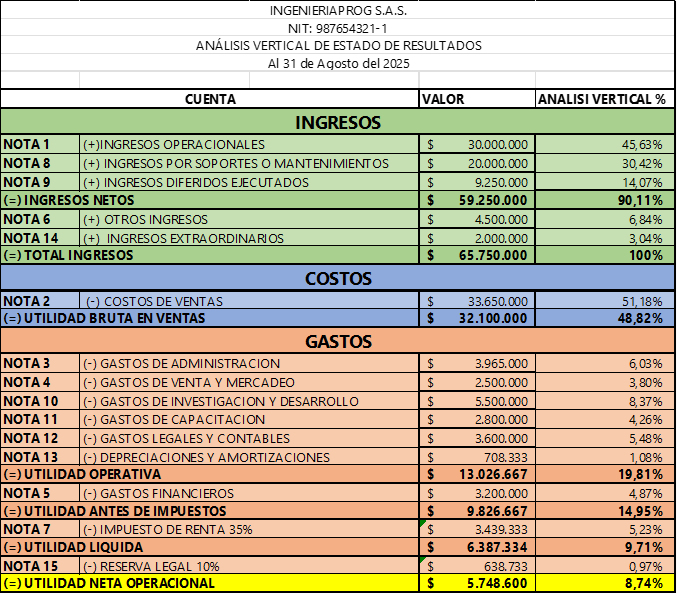 INGENIERIAPROG S.A.S.
NIT: 987654321-1
ANÁLISIS VERTICAL DE ESTADO DE RESULTADOS
Al 31 de Agosto del 2025
CUENTA VALOR ANALISI VERTICAL %
INGRESOS
NOTA 1 (+)INGRESOS OPERACIONALES $ 30.000.000 45,63%
NOTA 8 (+) INGRESOS POR SOPORTES O MANTENIMIENTOS $ 20.000.000 30,42%
NOTA 9 (+) INGRESOS DIFERIDOS EJECUTADOS $ 9.250.000 14,07%
(=) INGRESOS NETOS $ 59.250.000 90,11%
NOTA 6 (+) OTROS INGRESOS $ 4.500.000 6,84%
NOTA 14 (+) INGRESOS EXTRAORDINARIOS $ 2.000.000 3,04%
(=) TOTAL INGRESOS $ 65.750.000 100%
COSTOS
NOTA 2 (-) COSTOS DE VENTAS $ 33.650.000 51,18%
(=) UTILIDAD BRUTA EN VENTAS $ 32.100.000 48,82%
GASTOS
NOTA 3 (-) GASTOS DE ADMINISTRACION $ 3.965.000 6,03%
NOTA 4 (-) GASTOS DE VENTA Y MERCADEO $ 2.500.000 3,80%
NOTA 10 (-) GASTOS DE INVESTIGACION Y DESARROLLO $ 5.500.000 8,37%
NOTA 11 (-) GASTOS DE CAPACITACION $ 2.800.000 4,26%
NOTA 12 (-) GASTOS LEGALES Y CONTABLES $ 3.600.000 5,48%
NOTA 13 (-) DEPRECIACIONES Y AMORTIZACIONES $ 708.333 1,08%
(=) UTILIDAD OPERATIVA $ 13.026.667 19,81%
NOTA 5 (-) GASTOS FINANCIEROS $ 3.200.000 4,87%
(=) UTILIDAD ANTES DE IMPUESTOS $ 9.826.667 14,95%
NOTA 7 (-) IMPUESTO DE RENTA 35% $ 3.439.333 5,23%
(=) UTILIDAD LIQUIDA $ 6.387.334 9,71%
NOTA 15 (-) RESERVA LEGAL 10% $ 638.733 0,97%
(=) UTILIDAD NETA OPERACIONAL $ 5.748.600 8,74%